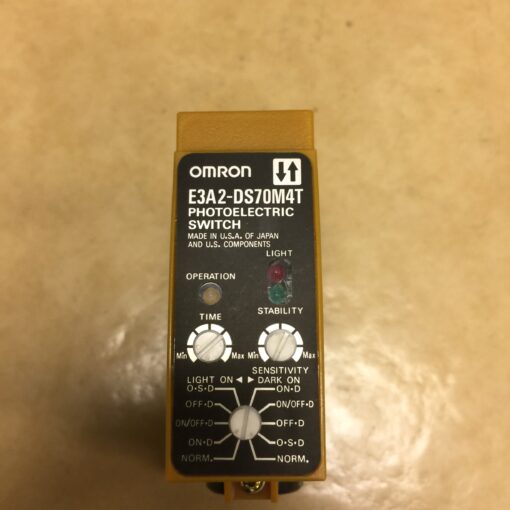 OMRON
E3A2-DS70M4T
PHOTOELECTRIC
SWITCH
MADE IN U.S.A. OF JAPAN
AND U.S. COMPONENTS
LIGHT
OPERATION
TIME STABILITY
Min Max Min Max
SENSITIVITY
LIGHT ON ◄ ► DARK ON
O·S·D ON·D
OFF·D ON/OFF·D
ON/OFF·D OFF·D
ON·D O·S·D
NORM. NORM.